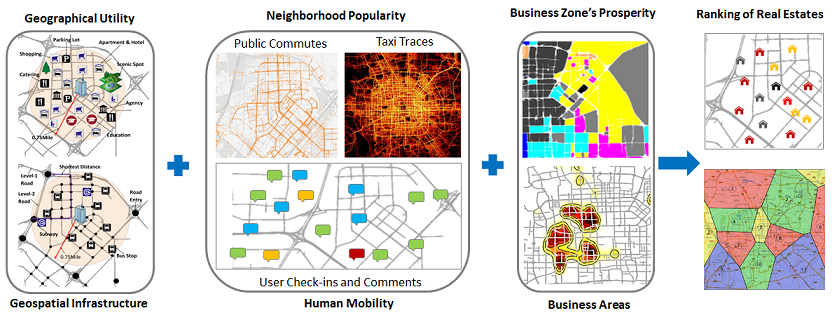 Geographical Utility
Parking Lot
Apartment & Hotel
Shopping
Scenic Spot
Catering
Agency
0.75Mile
Education
Shortest Distance
Level-1
Road
Level-2
Road
Road
Entry
Subway
Bus Stop
0.75Mile
Geospatial Infrastructure
Neighborhood Popularity
Public Commutes
Taxi Traces
User Check-ins and Comments
Human Mobility
Business Zone's Prosperity
Business Areas
Ranking of Real Estates